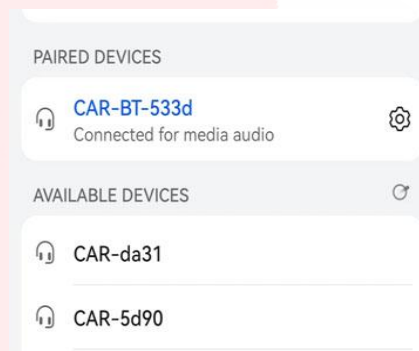 PAIRED DEVICES
CAR-BT-533d
Connected for media audio
AVAILABLE DEVICES
CAR-da31
CAR-5d90